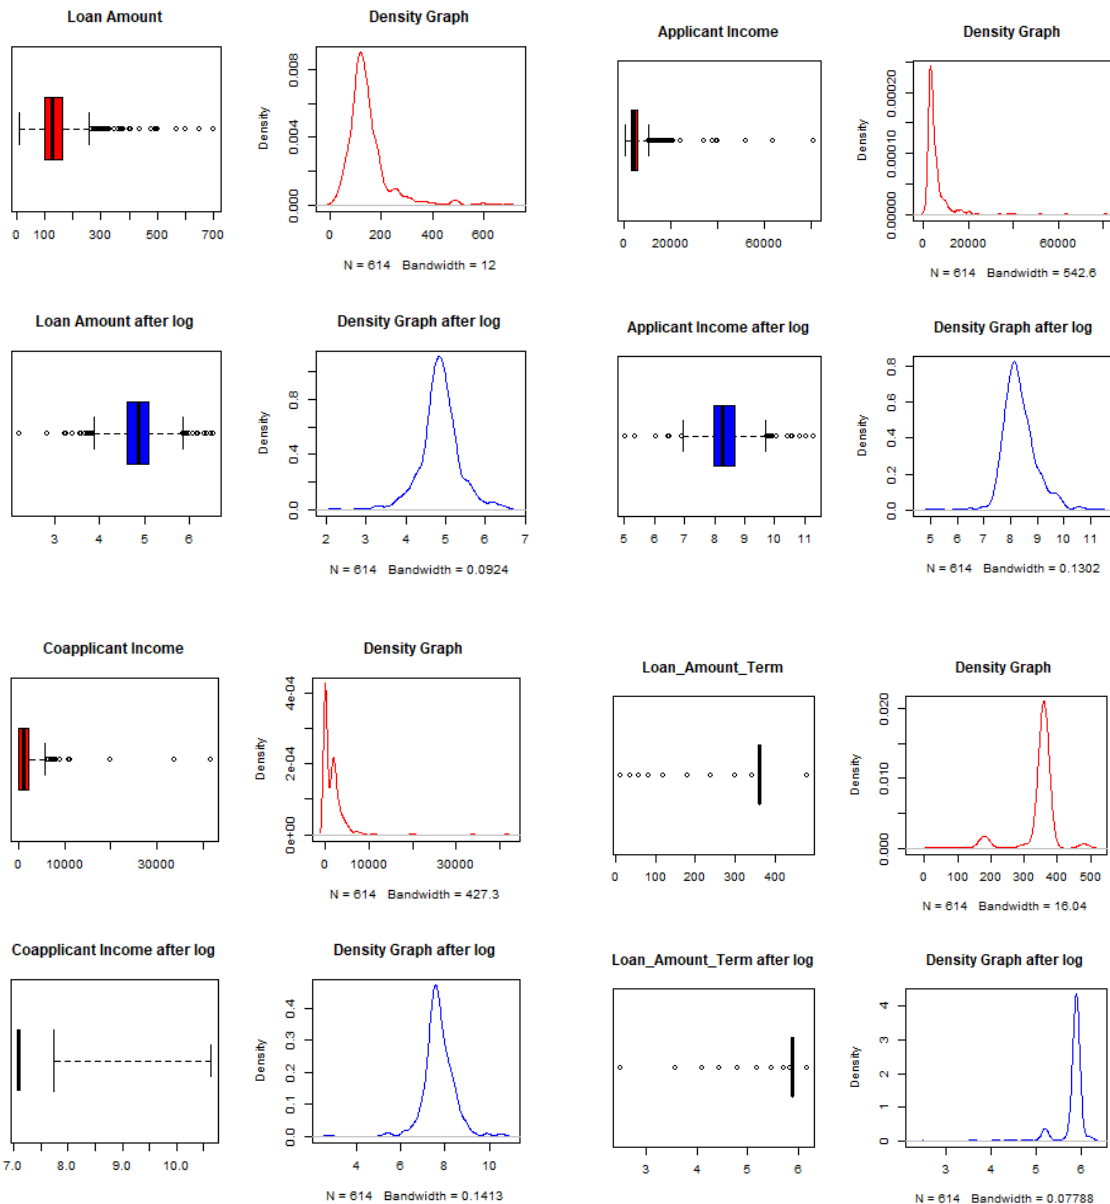 Loan Amount
Density Graph
Applicant Income
Density Graph
0 100 300 500 700
Density
0.000 0.004 0.008
0 200 400 600
N = 614 Bandwidth = 12
0 20000 60000
Density
0.00000 0.00010 0.00020
0 20000 60000
N = 614 Bandwidth = 542.6
Loan Amount after log
Density Graph after log
Applicant Income after log
Density Graph after log
3 4 5 6
Density
0.0 0.4 0.8
2 3 4 5 6 7
N = 614 Bandwidth = 0.0924
5 6 7 8 9 10 11
Density
0.0 0.2 0.4 0.6 0.8
5 6 7 8 9 10 11
N = 614 Bandwidth = 0.1302
Coapplicant Income
Density Graph
Loan_Amount_Term
Density Graph
0 10000 30000
Density
0e+00 2e-04 4e-04
0 10000 30000
N = 614 Bandwidth = 427.3
0 100 200 300 400
Density
0.000 0.010 0.020
0 100 200 300 400 500
N = 614 Bandwidth = 16.04
Coapplicant Income after log
Density Graph after log
Loan_Amount_Term after log
Density Graph after log
7.0 8.0 9.0 10.0
Density
0.0 0.1 0.2 0.3 0.4
4 6 8 10
N = 614 Bandwidth = 0.1413
3 4 5 6
Density
0 1 2 3 4
3 4 5 6
N = 614 Bandwidth = 0.07788